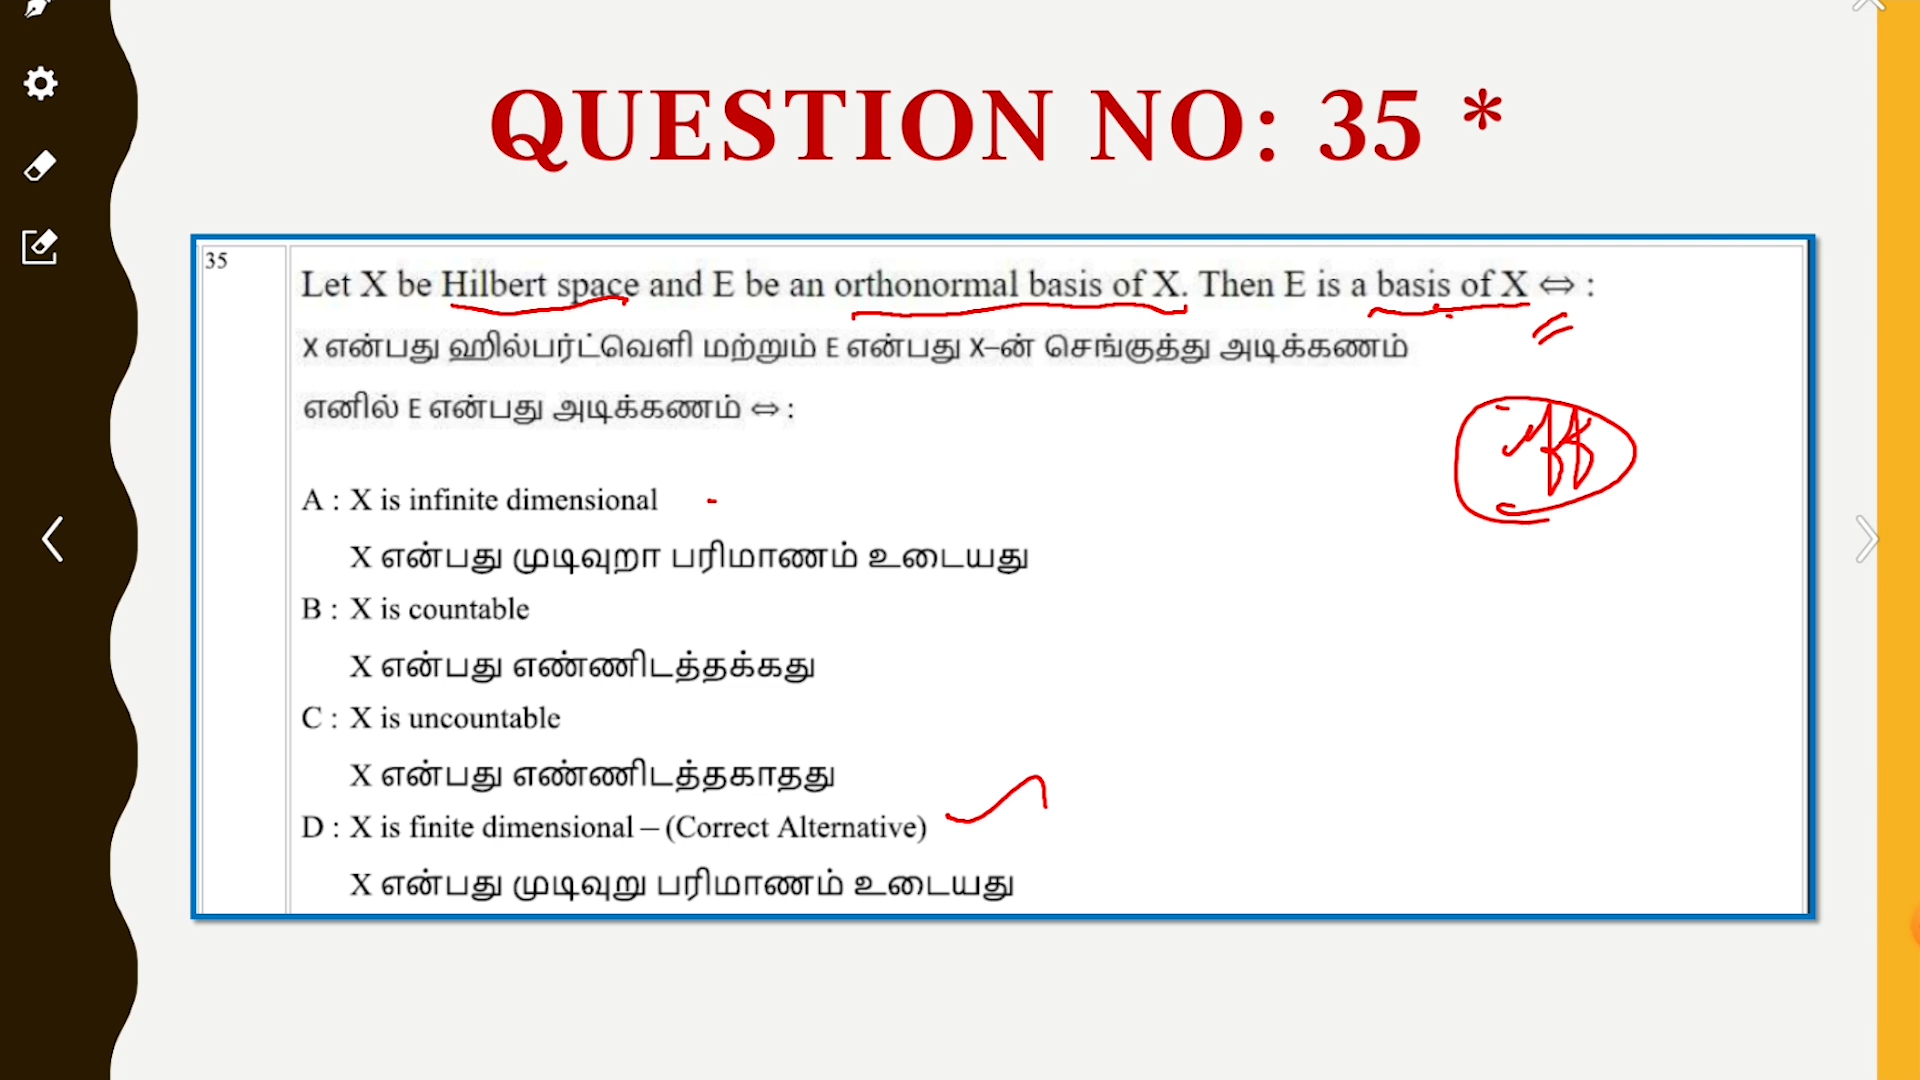 QUESTION NO: 35 *
35
Let X be Hilbert space and E be an orthonormal basis of X. Then E is a basis of X ⇔ :
X என்பது ஹில்பர்ட்வெளி மற்றும் E என்பது X–ன் செங்குத்து அடிக்கணம்
எனில் E என்பது அடிக்கணம் ⇔ :
A : X is infinite dimensional
X என்பது முடிவுறா பரிமாணம் உடையது
B : X is countable
X என்பது எண்ணிடத்தக்கது
C : X is uncountable
X என்பது எண்ணிடத்தகாதது
D : X is finite dimensional – (Correct Alternative)
X என்பது முடிவுறு பரிமாணம் உடையது